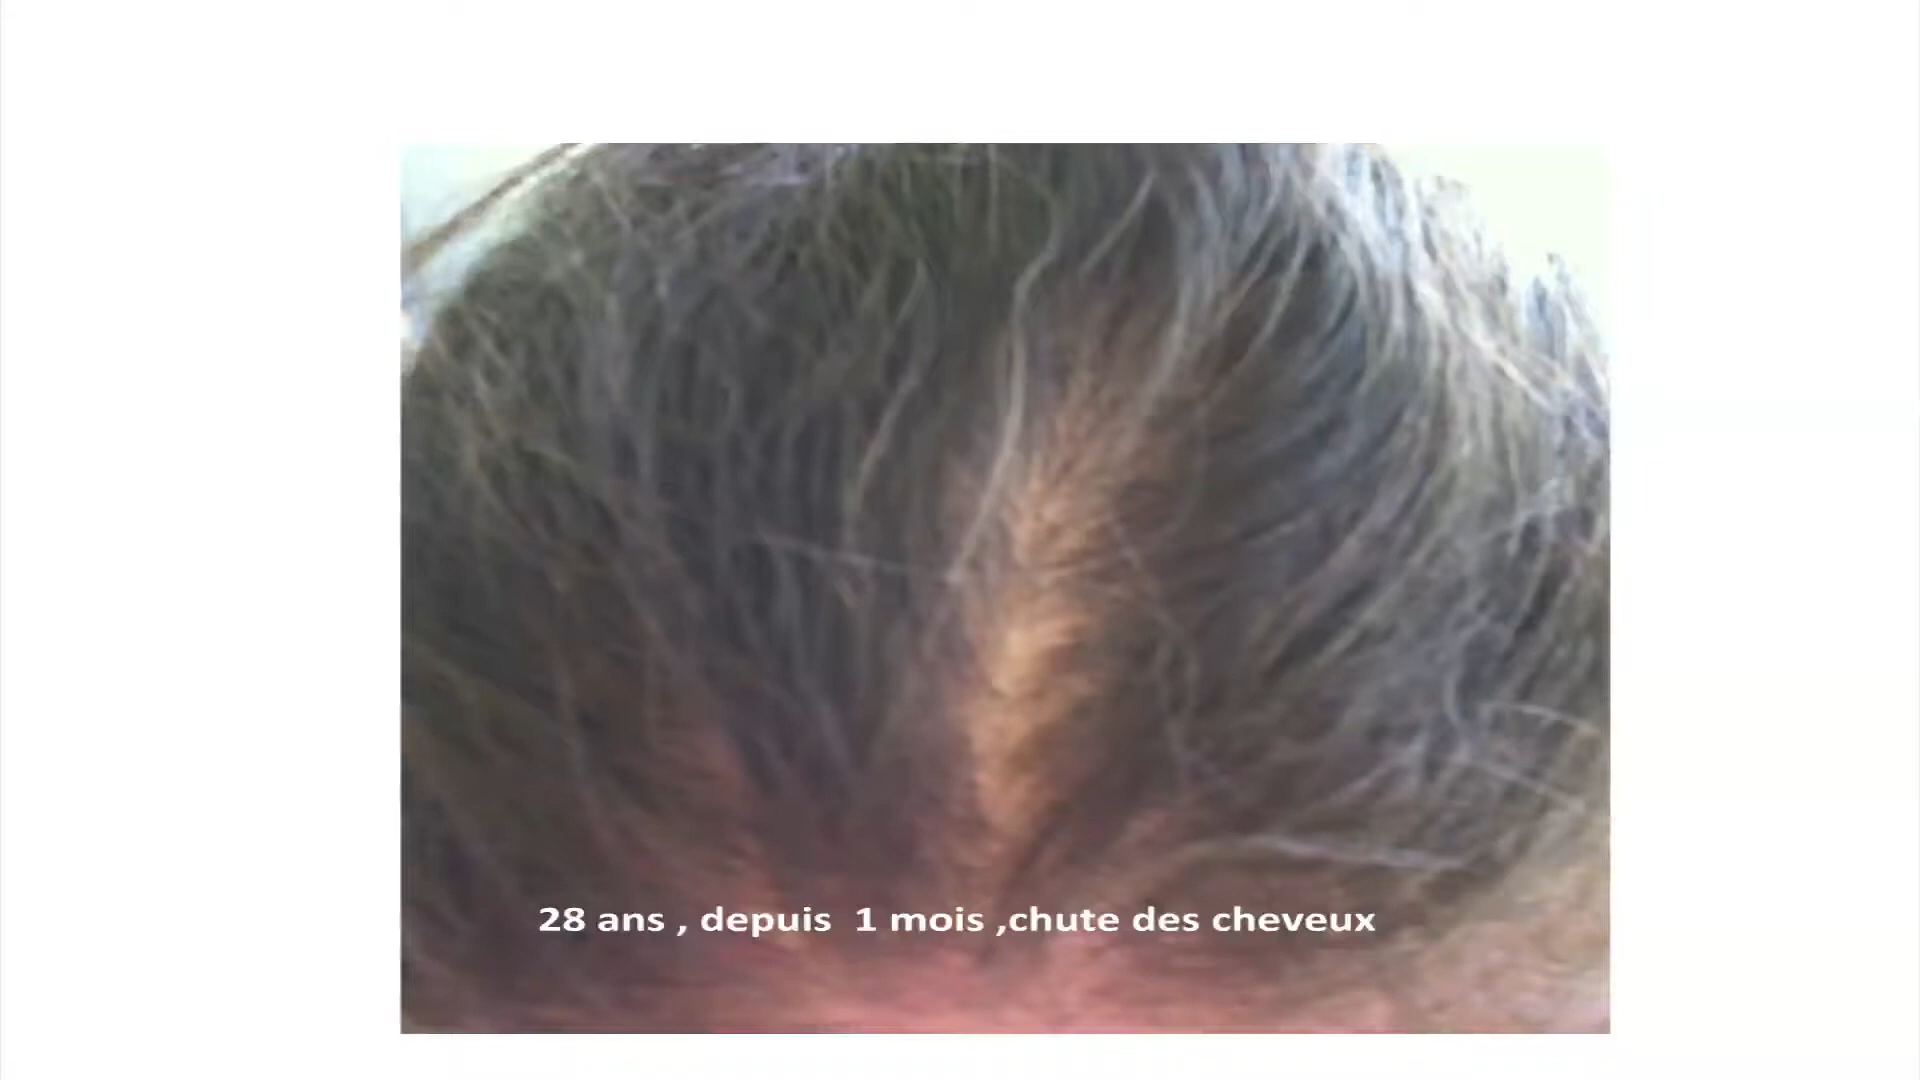 28 ans , depuis  1 mois ,chute des cheveux